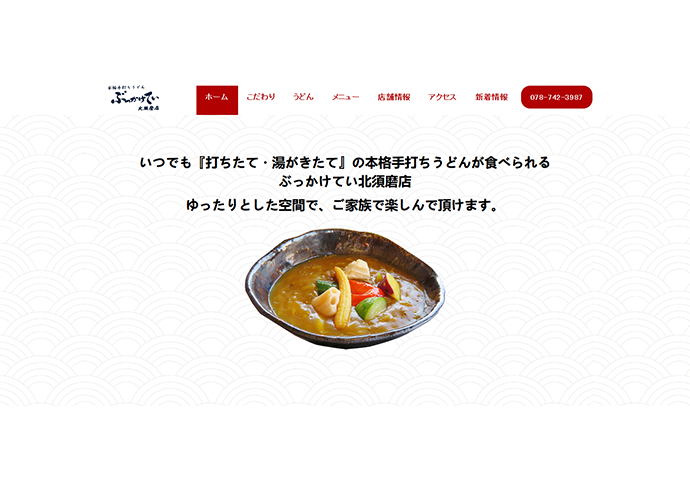 本格手打ちうどん
ぶっかけてい
北須磨店
ホーム
こだわり
うどん
メニュー
店舗情報
アクセス
新着情報
078-742-3987
いつでも『打ちたて・湯がきたて』の本格手打ちうどんが食べられる
ぶっかけてい北須磨店
ゆったりとした空間で、ご家族で楽しんで頂けます。